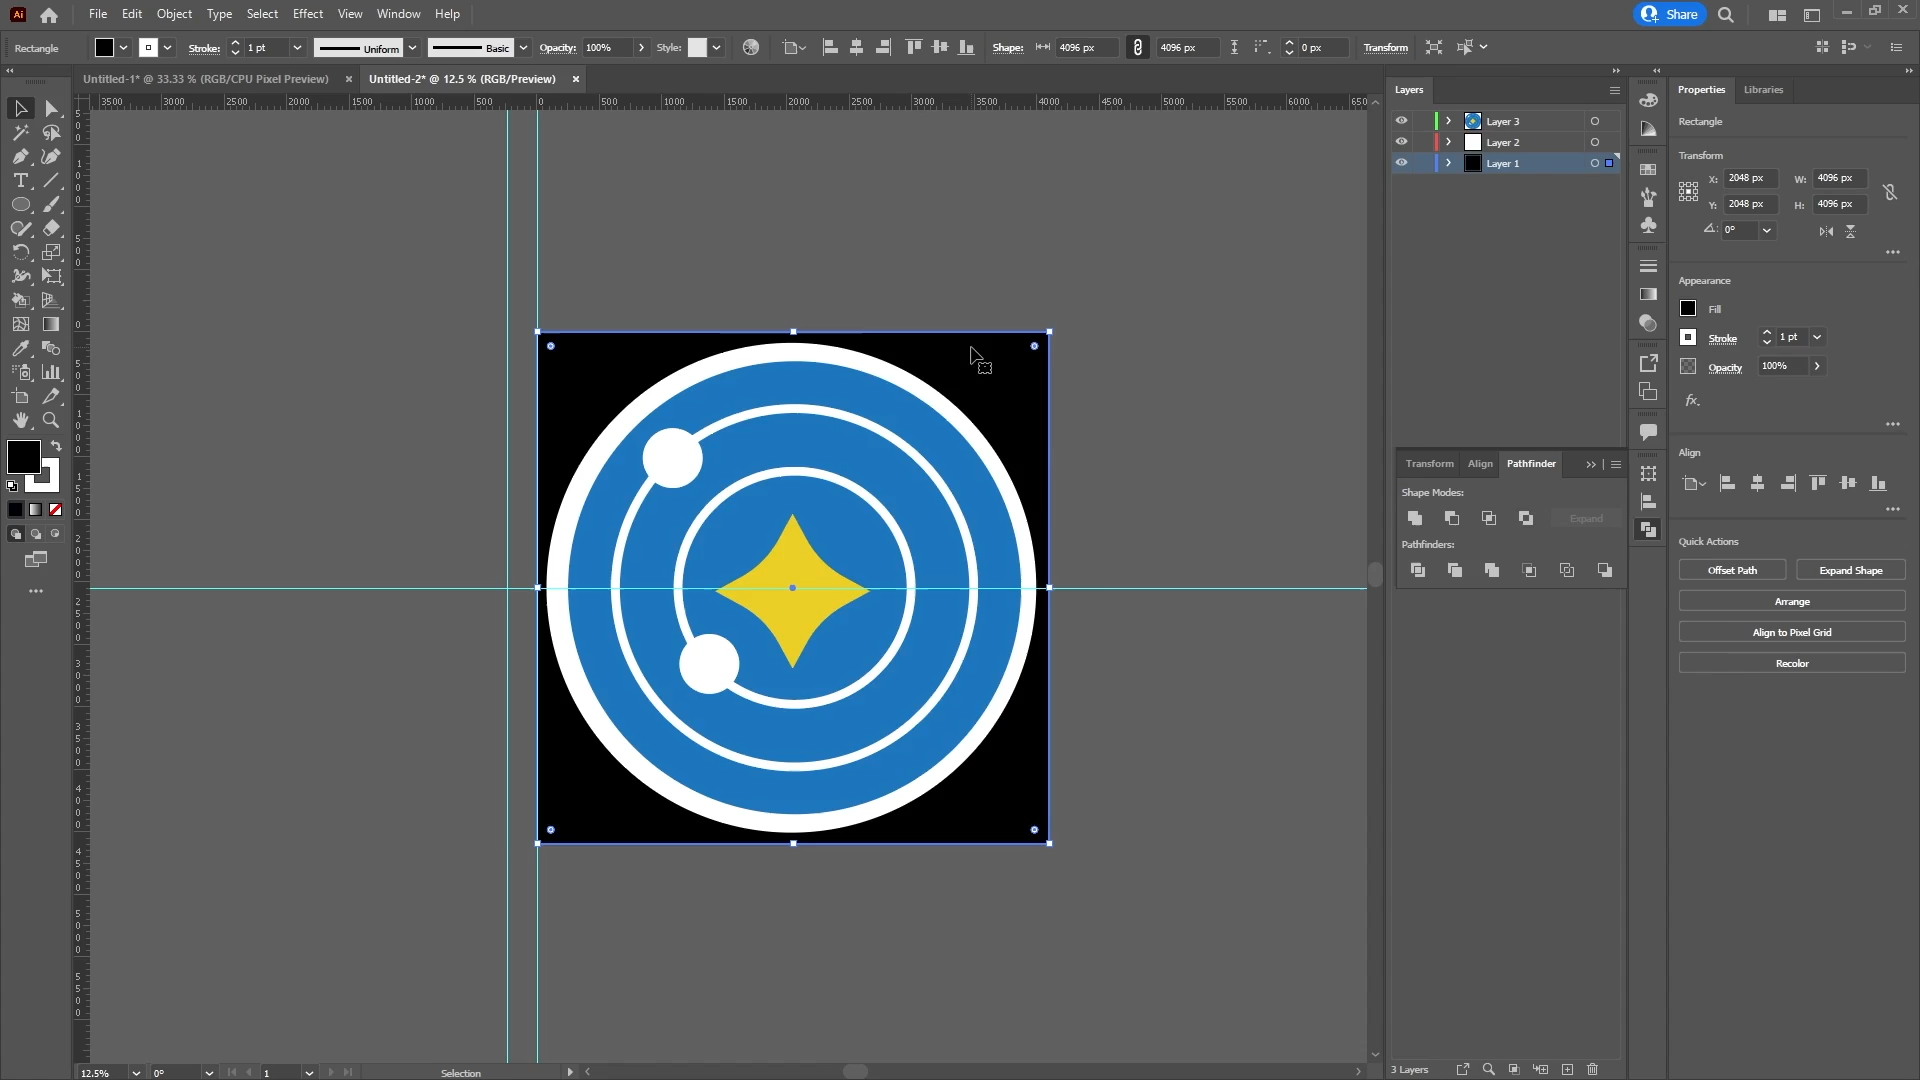 Ai File Edit Object Type Select Effect View Window Help Share
Rectangle Stroke: 1 pt Uniform Basic Opacity: 100% Style: Shape: 4096 px 4096 px 0 px Transform
Untitled-1* @ 33.33 % (RGB/CPU Pixel Preview) × Untitled-2* @ 12.5 % (RGB/Preview) ×
3500 3000 2500 2000 1500 1000 500 0 500 1000 1500 2000 2500 3000 3500 4000 4500 5000 5500 6000 650
Layers
Layer 3
Layer 2
Layer 1
Transform Align Pathfinder
Shape Modes:
Expand
Pathfinders:
3 Layers
Properties Libraries
Rectangle
Transform
X: 2048 px W: 4096 px
Y: 2048 px H: 4096 px
0°
Appearance
Fill
Stroke 1 pt
Opacity 100%
fx.
Align
Quick Actions
Offset Path Expand Shape
Arrange
Align to Pixel Grid
Recolor
12.5% 0° 1 Selection